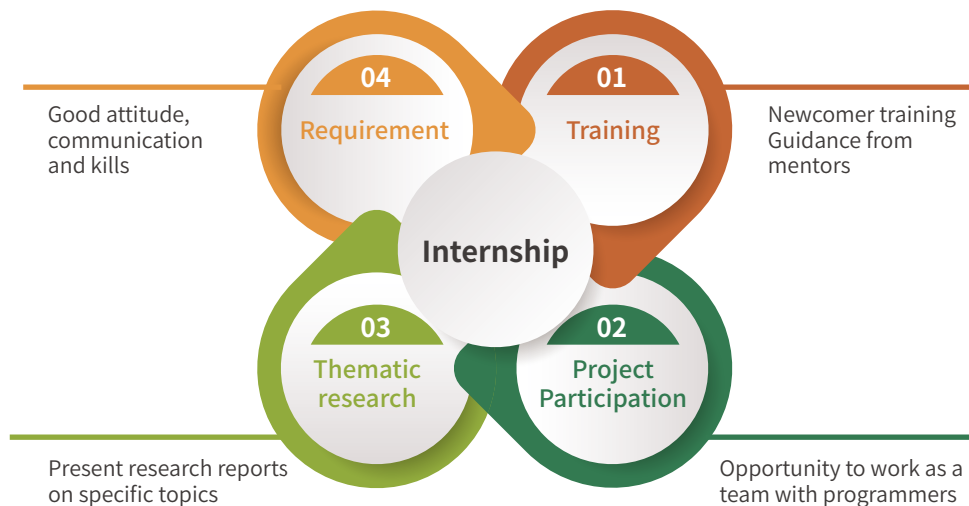 04
Requirement
Good attitude,
communication
and kills
01
Training
Newcomer training
Guidance from
mentors
Internship
03
Thematic
research
Present research reports
on specific topics
02
Project
Participation
Opportunity to work as a
team with programmers